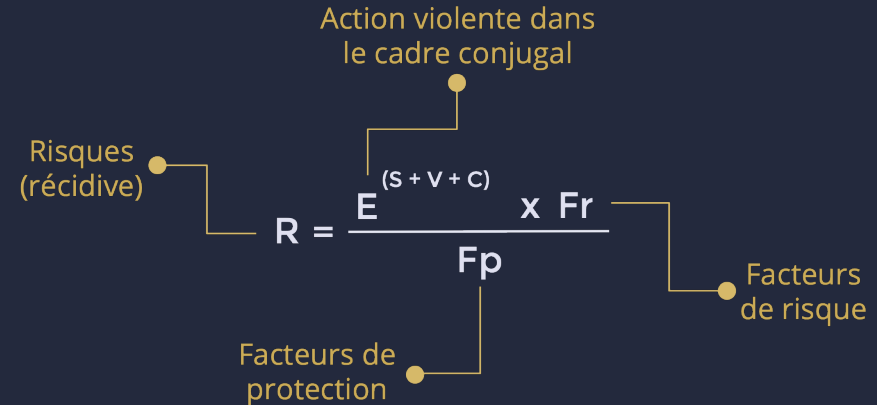 Action violente dans
le cadre conjugal
Risques
(récidive)
R = E(S + V + C) x Fr
Fp
Facteurs
de risque
Facteurs de
protection